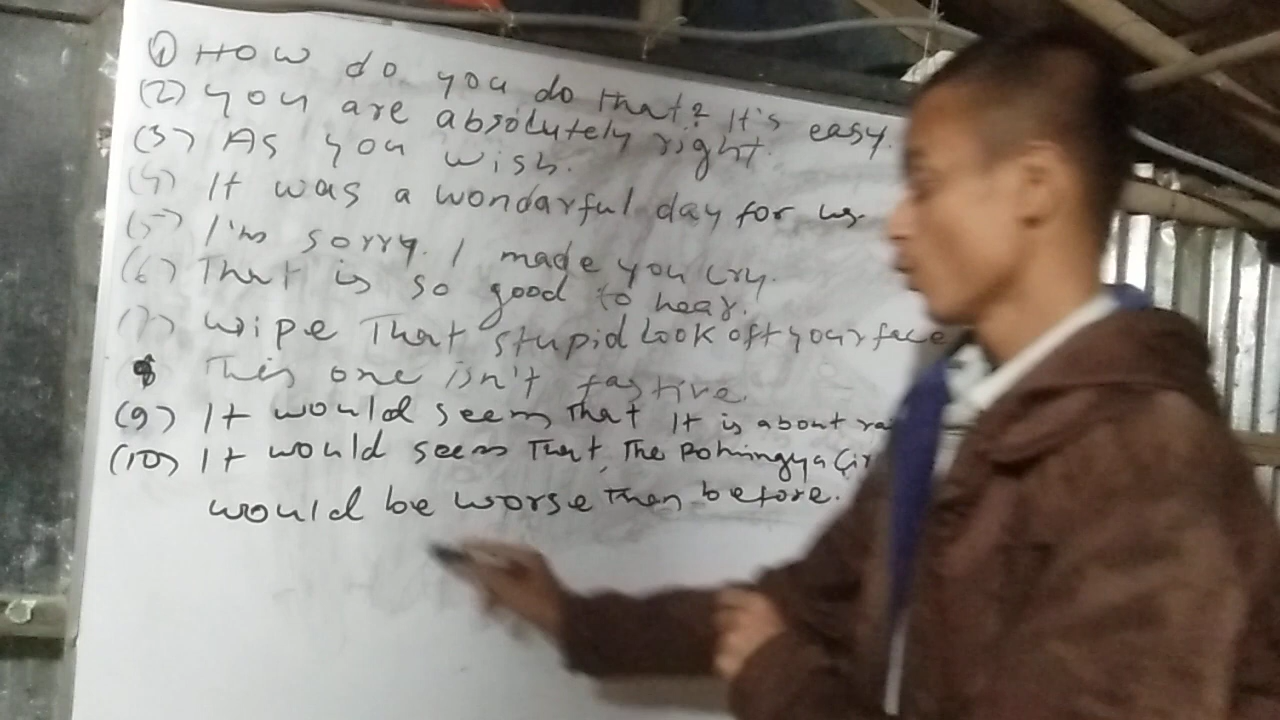 (1) How do you do that? It's easy.
(2) you are absolutely right.
(3) As you wish.
(4) It was a wondarful day for us.
(5) I'm sorry. I made you cry.
(6) That is so good to hear.
(7) wipe That stupid Look off your face
8 This one isn't fastive.
(9) It would seem That It is about
(10) It would seem That, The
would be worse then before.